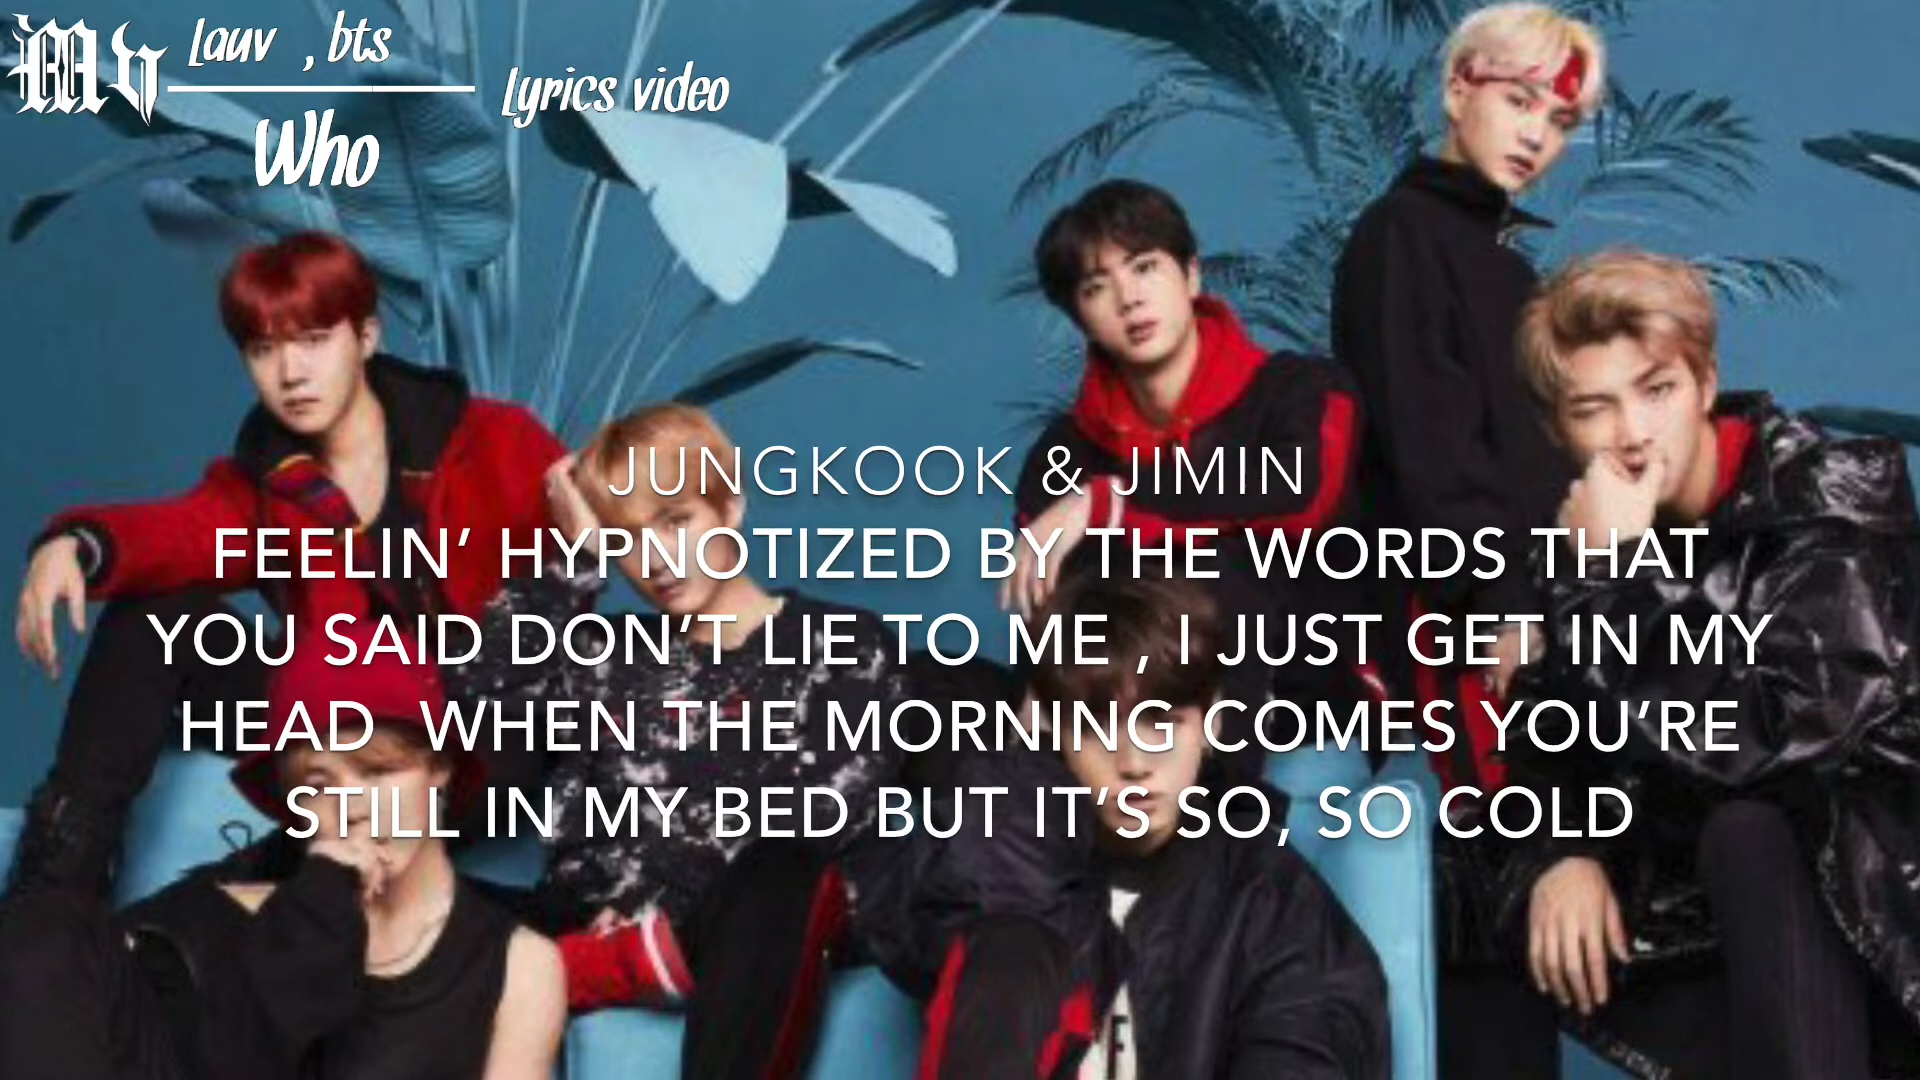 Lauv , bts
Who
Lyrics video
JUNGKOOK & JIMIN
FEELIN’ HYPNOTIZED BY THE WORDS THAT
YOU SAID DON’T LIE TO ME , I JUST GET IN MY
HEAD WHEN THE MORNING COMES YOU’RE
STILL IN MY BED BUT IT’S SO, SO COLD